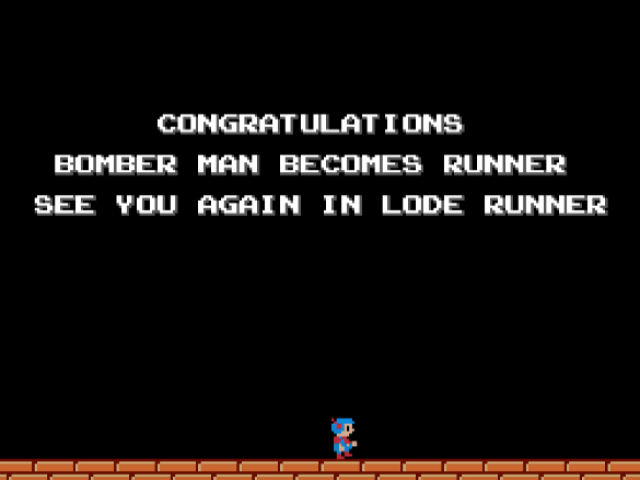 CONGRATULATIONS
BOMBER MAN BECOMES RUNNER
SEE YOU AGAIN IN LODE RUNNER